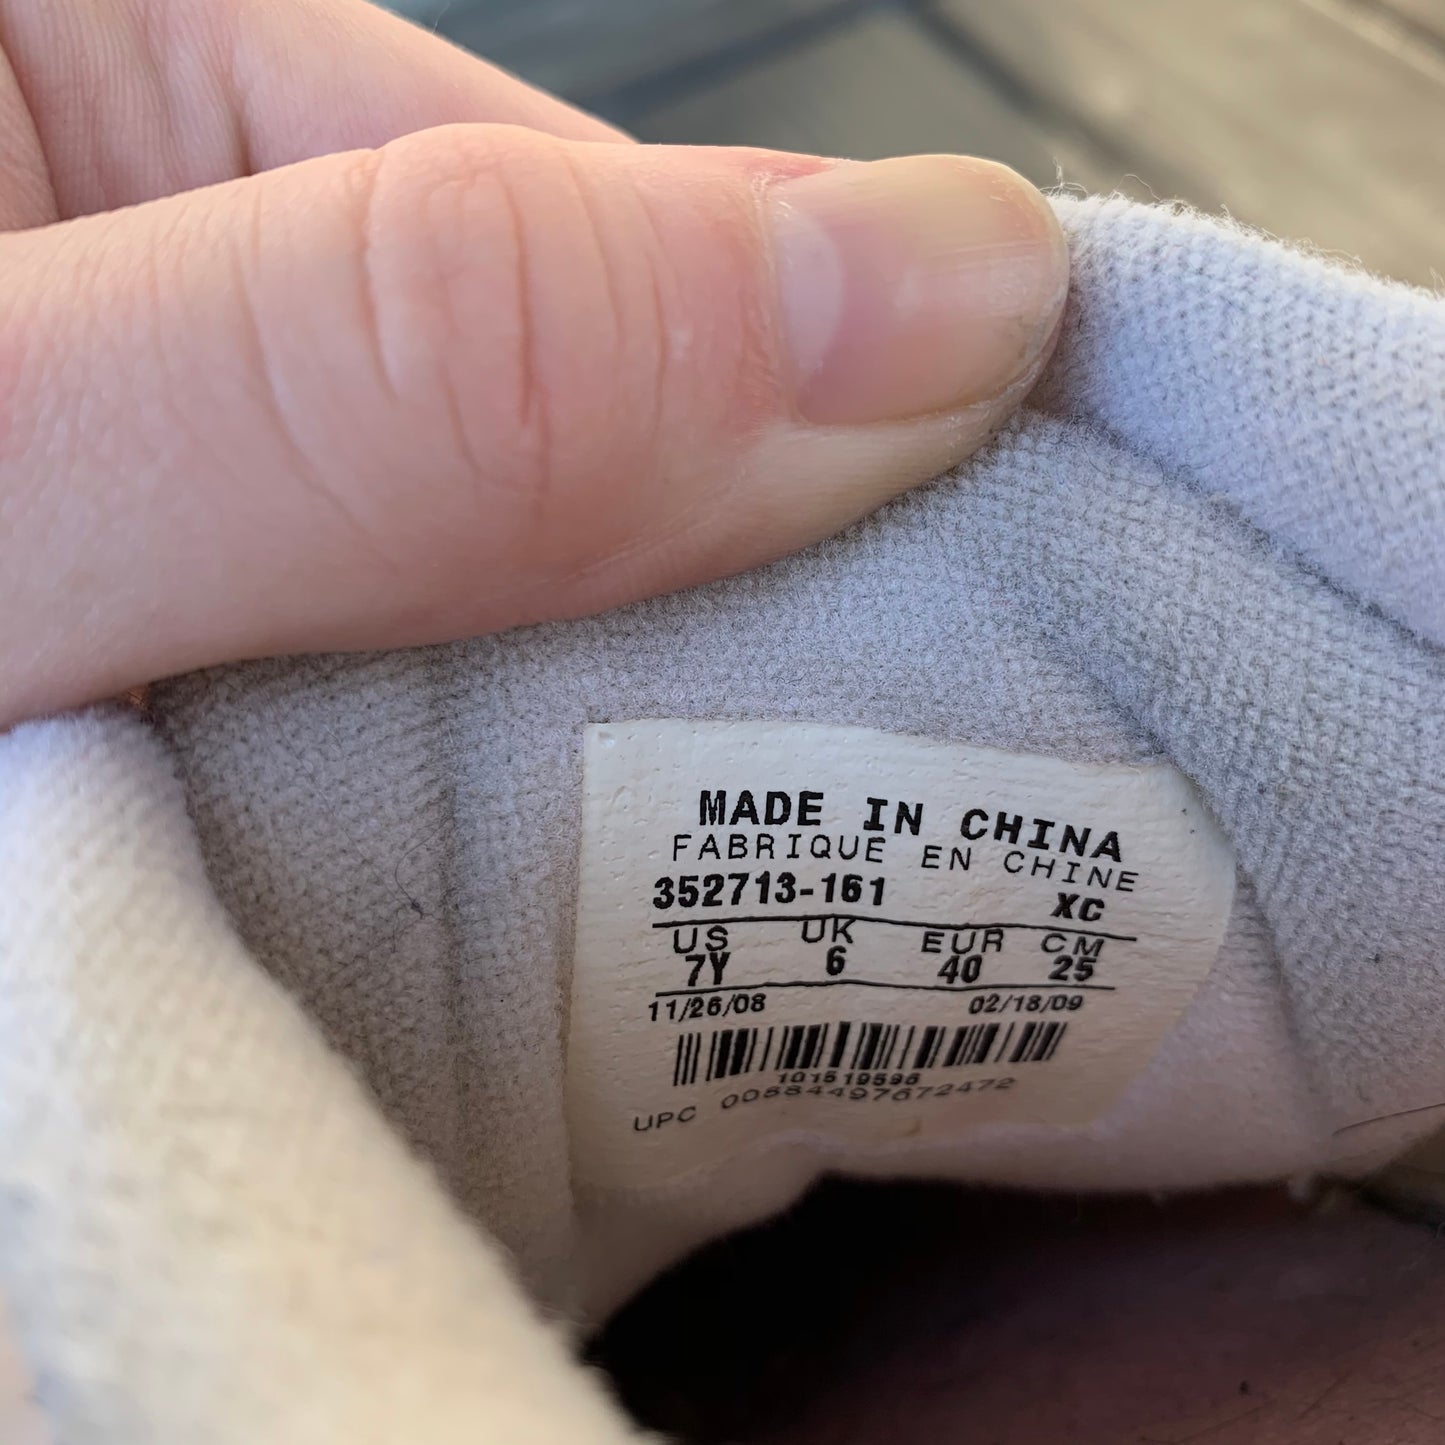 MADE IN CHINA
FABRIQUE EN CHINE
352713-161 XC
US UK EUR CM
7Y 6 40 25
11/26/08 02/18/09
101519596
UPC 00884497672472